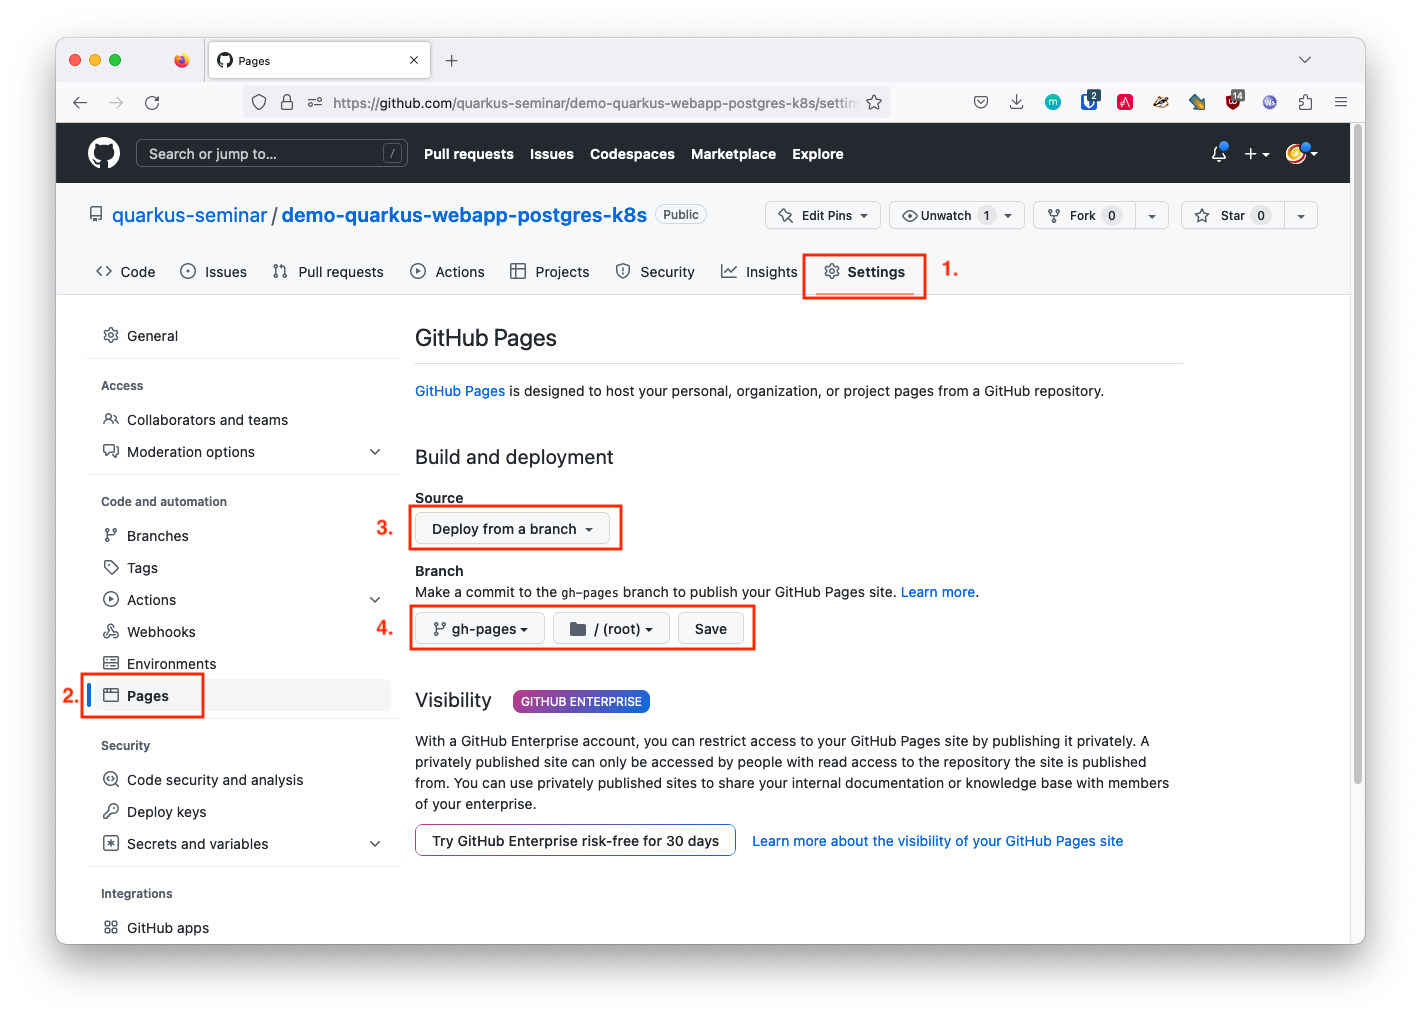 Pages
https://github.com/quarkus-seminar/demo-quarkus-webapp-postgres-k8s/settin
2
14
Search or jump to...
/
Pull requests
Issues
Codespaces
Marketplace
Explore
quarkus-seminar / demo-quarkus-webapp-postgres-k8s
Public
Edit Pins
Unwatch 1
Fork 0
Star 0
Code
Issues
Pull requests
Actions
Projects
Security
Insights
Settings
1.
General
Access
Collaborators and teams
Moderation options
Code and automation
Branches
Tags
Actions
Webhooks
Environments
2.
Pages
Security
Code security and analysis
Deploy keys
Secrets and variables
Integrations
GitHub apps
GitHub Pages
GitHub Pages is designed to host your personal, organization, or project pages from a GitHub repository.
Build and deployment
Source
3.
Deploy from a branch
Branch
Make a commit to the gh-pages branch to publish your GitHub Pages site. Learn more.
4.
gh-pages
/ (root)
Save
Visibility
GITHUB ENTERPRISE
With a GitHub Enterprise account, you can restrict access to your GitHub Pages site by publishing it privately. A
privately published site can only be accessed by people with read access to the repository the site is published
from. You can use privately published sites to share your internal documentation or knowledge base with members
of your enterprise.
Try GitHub Enterprise risk-free for 30 days
Learn more about the visibility of your GitHub Pages site